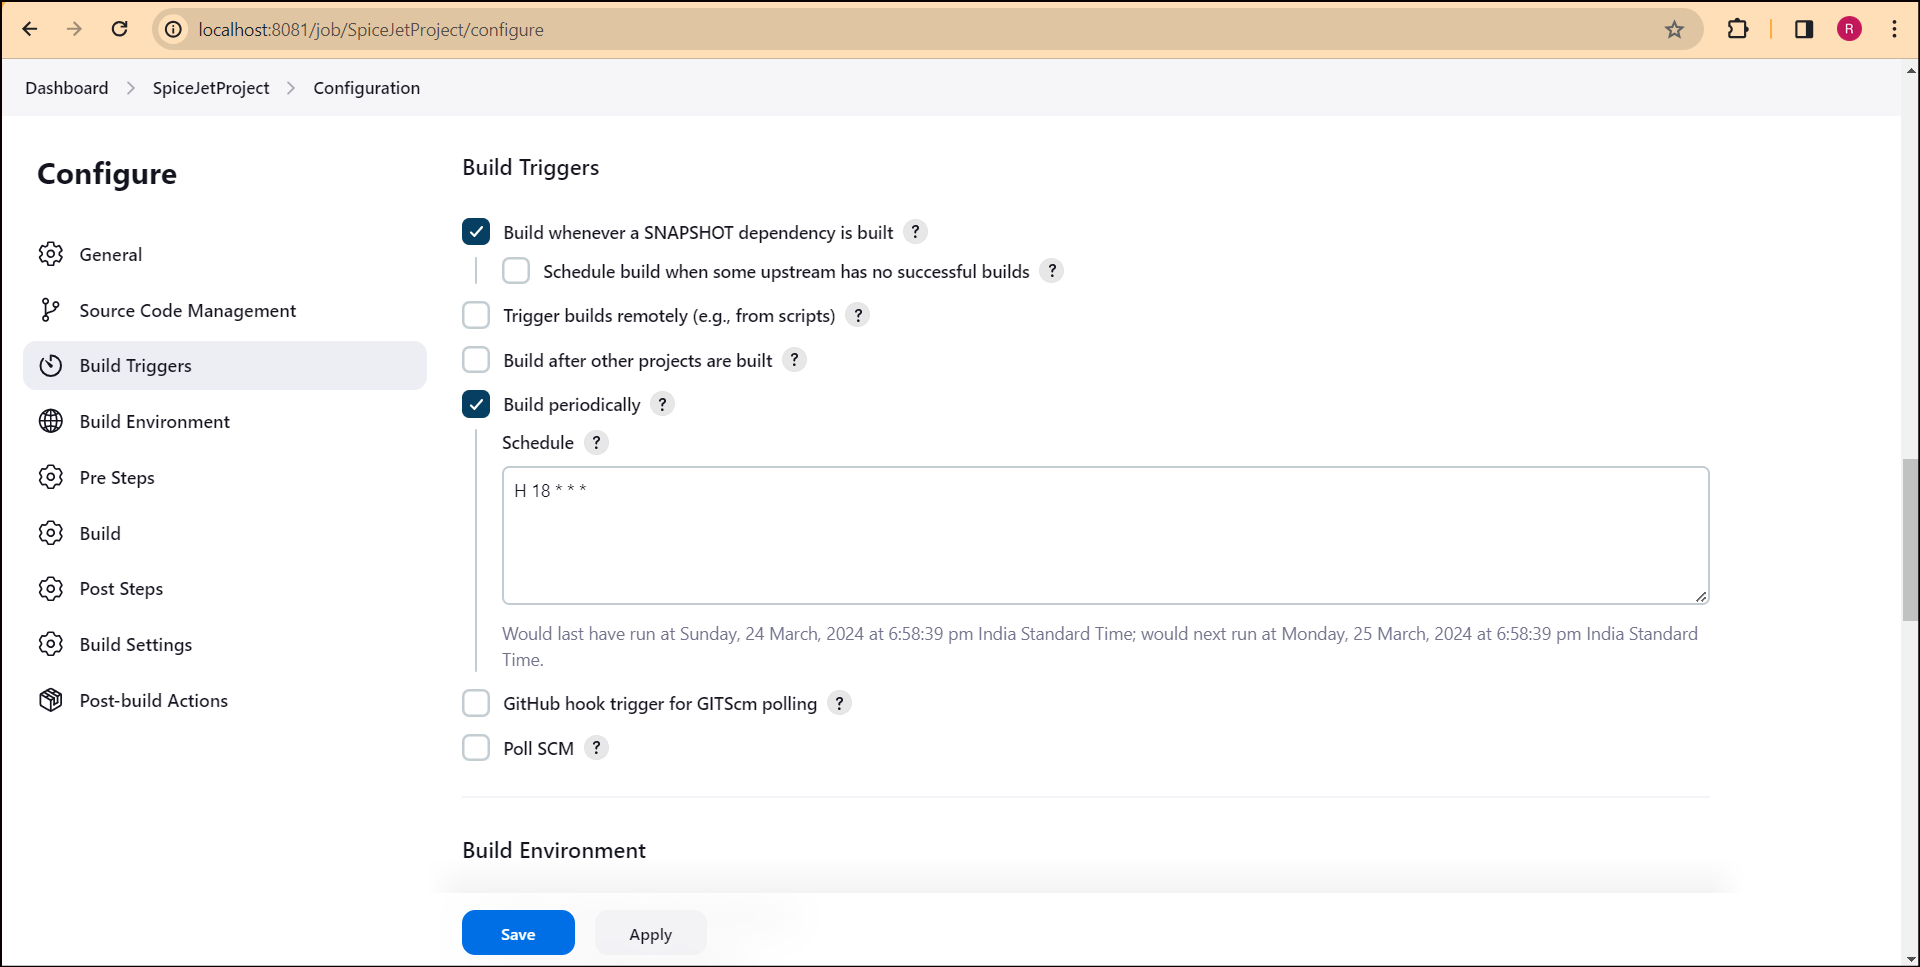 localhost:8081/job/SpiceJetProject/configure
R
Dashboard > SpiceJetProject > Configuration
Configure
General
Source Code Management
Build Triggers
Build Environment
Pre Steps
Build
Post Steps
Build Settings
Post-build Actions
Build Triggers
Build whenever a SNAPSHOT dependency is built ?
Schedule build when some upstream has no successful builds ?
Trigger builds remotely (e.g., from scripts) ?
Build after other projects are built ?
Build periodically ?
Schedule ?
H 18 * * *
Would last have run at Sunday, 24 March, 2024 at 6:58:39 pm India Standard Time; would next run at Monday, 25 March, 2024 at 6:58:39 pm India Standard
Time.
GitHub hook trigger for GITScm polling ?
Poll SCM ?
Build Environment
Save Apply